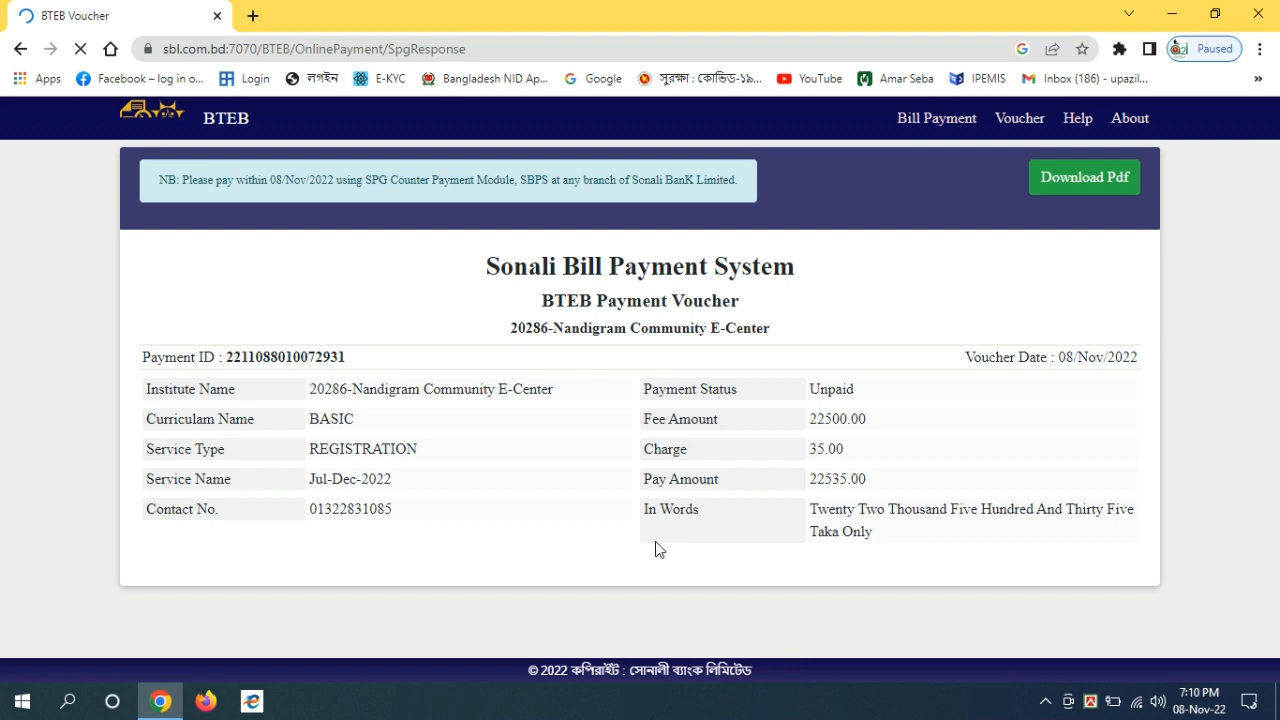 BTEB Voucher
sbl.com.bd:7070/BTEB/OnlinePayment/SpgResponse
Paused
Apps Facebook – log in o... Login লগইন E-KYC Bangladesh NID Ap... Google সুরক্ষা : কোভিড-১৯... YouTube Amar Seba IPEMIS Inbox (186) - upazil... »
BTEB
Bill Payment Voucher Help About
NB: Please pay within 08/Nov/2022 using SPG Counter Payment Module, SBPS at any branch of Sonali BanK Limited.
Download Pdf
Sonali Bill Payment System
BTEB Payment Voucher
20286-Nandigram Community E-Center
Payment ID : 2211088010072931 Voucher Date : 08/Nov/2022
Institute Name 20286-Nandigram Community E-Center Payment Status Unpaid
Curriculam Name BASIC Fee Amount 22500.00
Service Type REGISTRATION Charge 35.00
Service Name Jul-Dec-2022 Pay Amount 22535.00
Contact No. 01322831085 In Words Twenty Two Thousand Five Hundred And Thirty Five
Taka Only
© 2022 কপিরাইট : সোনালী ব্যাংক লিমিটেড
7:10 PM
08-Nov-22